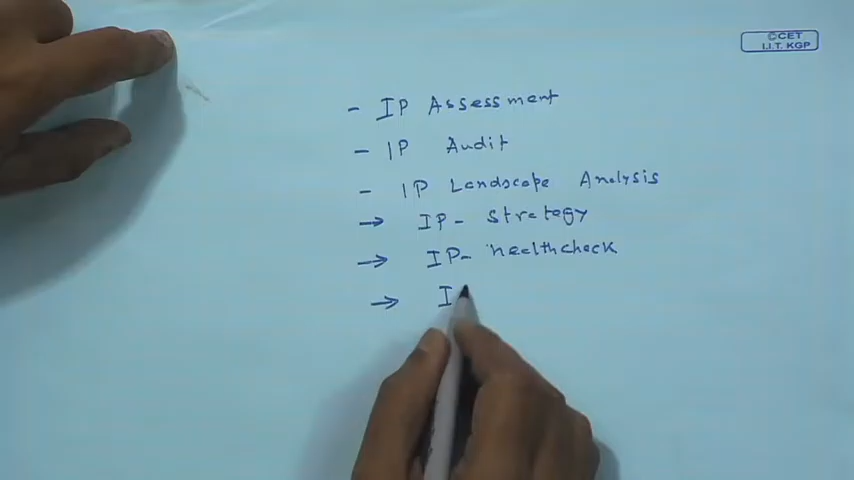 ©CET
I.I.T. KGP
- IP Assessment
- IP Audit
- IP Landscape Analysis
→ IP- Strategy
→ IP- healthcheck
→ I